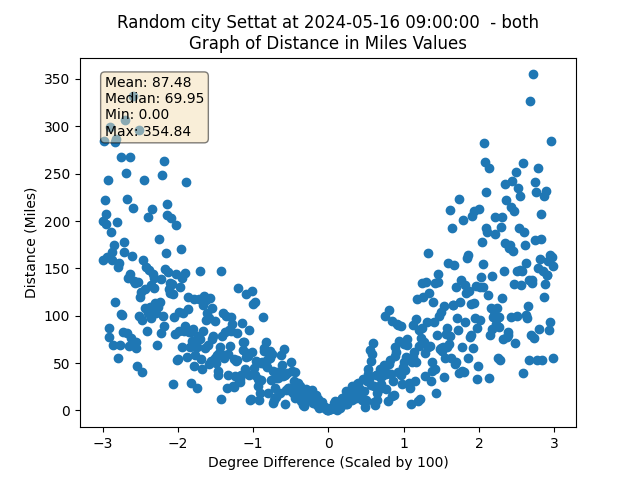 Random city Settat at 2024-05-16 09:00:00  - both
Graph of Distance in Miles Values
Mean: 87.48
Median: 69.95
Min: 0.00
Max: 354.84
350
300
250
200
150
100
50
0
Distance (Miles)
−3
−2
−1
0
1
2
3
Degree Difference (Scaled by 100)